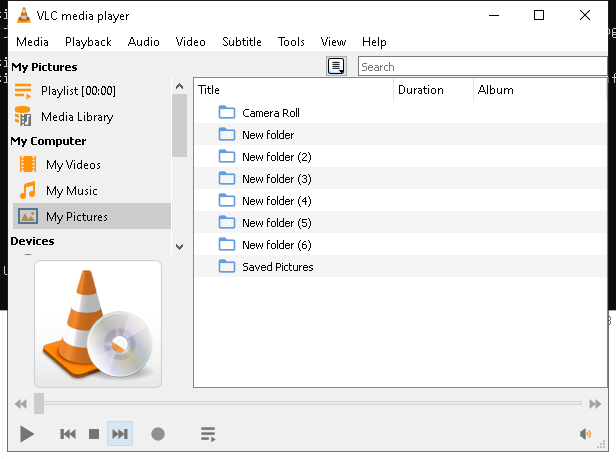 VLC media player
Media Playback Audio Video Subtitle Tools View Help
My Pictures
Playlist [00:00]
Media Library
My Computer
My Videos
My Music
My Pictures
Devices
Search
Title Duration Album
Camera Roll
New folder
New folder (2)
New folder (3)
New folder (4)
New folder (5)
New folder (6)
Saved Pictures